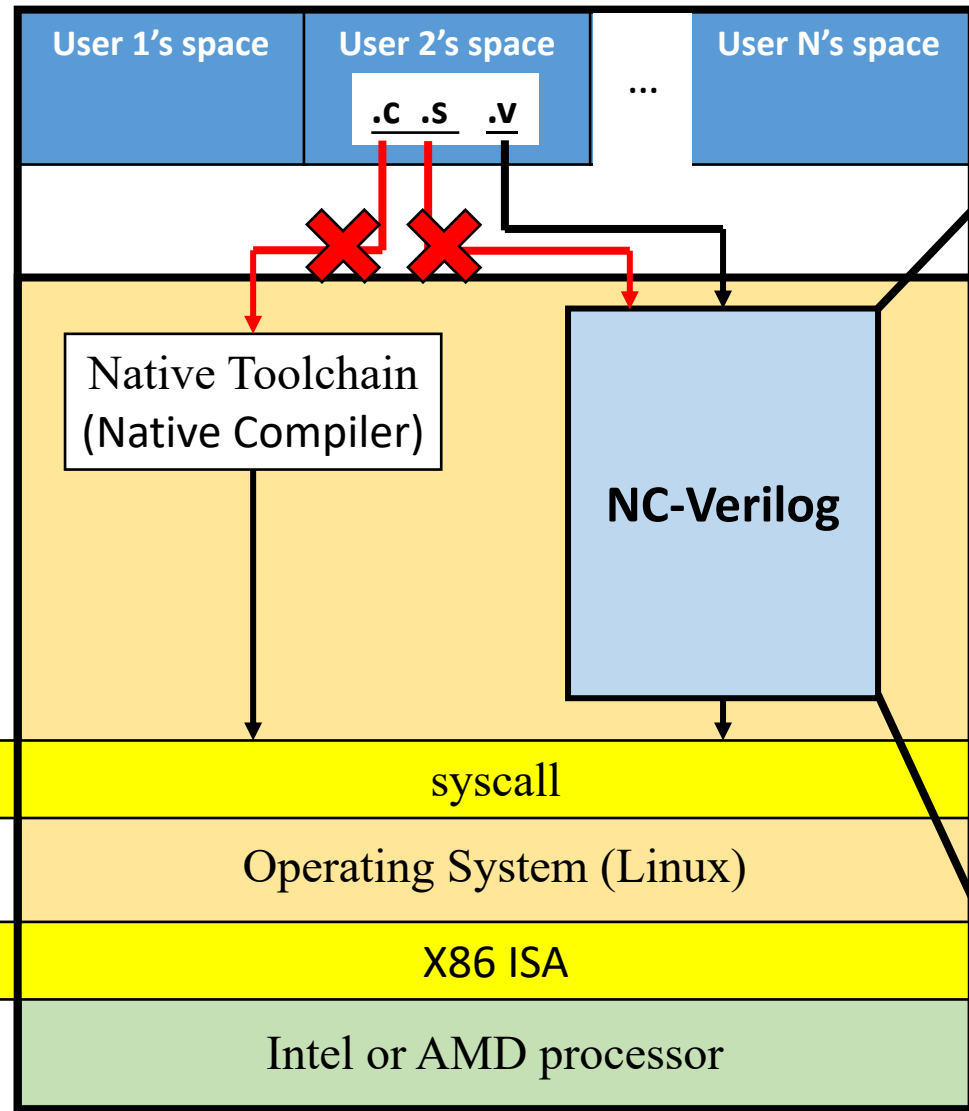 User 1’s space
User 2’s space
...
User N’s space
.c .s .v
Native Toolchain
(Native Compiler)
NC-Verilog
syscall
Operating System (Linux)
X86 ISA
Intel or AMD processor